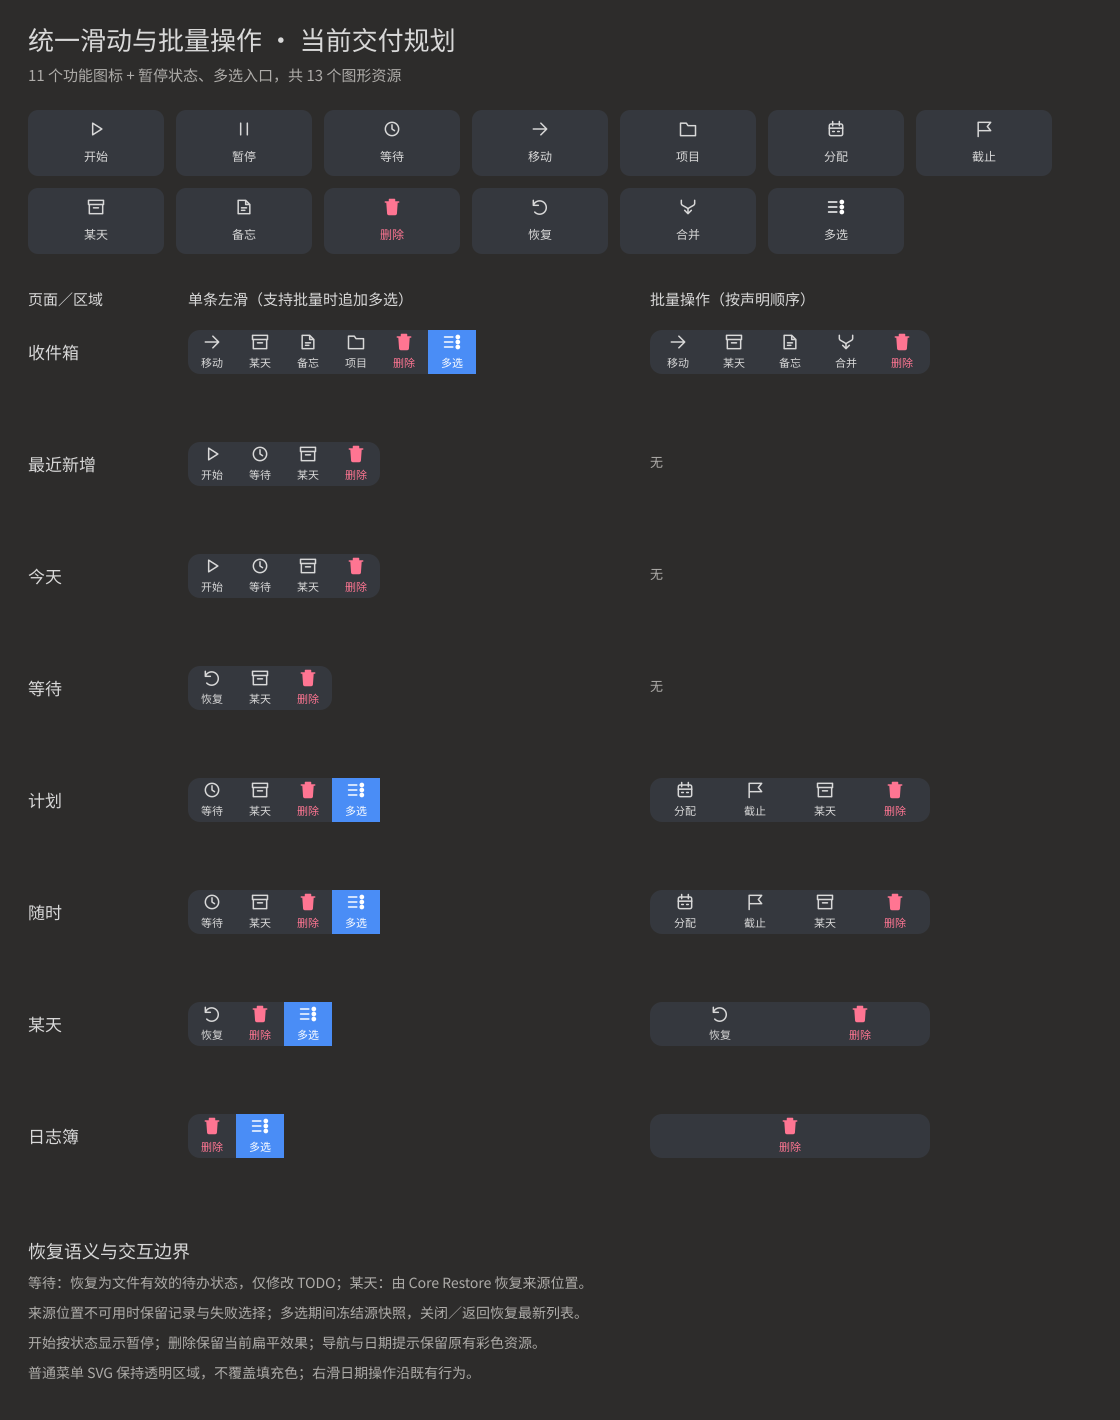 统一滑动与批量操作 · 当前交付规划
11 个功能图标 + 暂停状态、多选入口，共 13 个图形资源
开始 暂停 等待 移动 项目 分配 截止
某天 备忘 删除 恢复 合并 多选
页面／区域 单条左滑（支持批量时追加多选） 批量操作（按声明顺序）
收件箱 移动 某天 备忘 项目 删除 多选 移动 某天 备忘 合并 删除
最近新增 开始 等待 某天 删除 无
今天 开始 等待 某天 删除 无
等待 恢复 某天 删除 无
计划 等待 某天 删除 多选 分配 截止 某天 删除
随时 等待 某天 删除 多选 分配 截止 某天 删除
某天 恢复 删除 多选 恢复 删除
日志簿 删除 多选 删除
恢复语义与交互边界
等待：恢复为文件有效的待办状态，仅修改 TODO；某天：由 Core Restore 恢复来源位置。
来源位置不可用时保留记录与失败选择；多选期间冻结源快照，关闭／返回恢复最新列表。
开始按状态显示暂停；删除保留当前扁平效果；导航与日期提示保留原有彩色资源。
普通菜单 SVG 保持透明区域，不覆盖填充色；右滑日期操作沿既有行为。